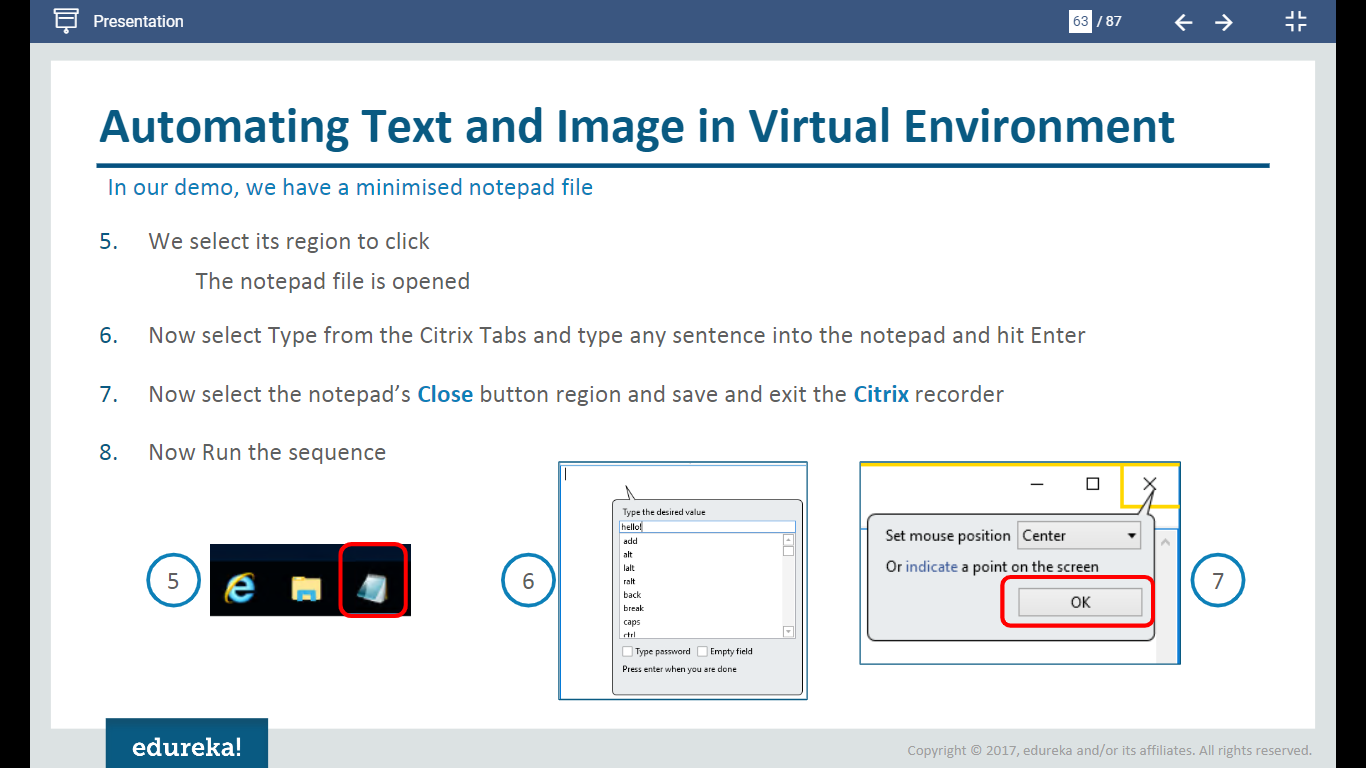 Presentation
63 / 87
Automating Text and Image in Virtual Environment
In our demo, we have a minimised notepad file
5. We select its region to click
The notepad file is opened
6. Now select Type from the Citrix Tabs and type any sentence into the notepad and hit Enter
7. Now select the notepad’s Close button region and save and exit the Citrix recorder
8. Now Run the sequence
5
6
Type the desired value
hello!
add
alt
lalt
ralt
back
break
caps
ctrl
Type password Empty field
Press enter when you are done
Set mouse position Center
Or indicate a point on the screen
OK
7
edureka!
Copyright © 2017, edureka and/or its affiliates. All rights reserved.